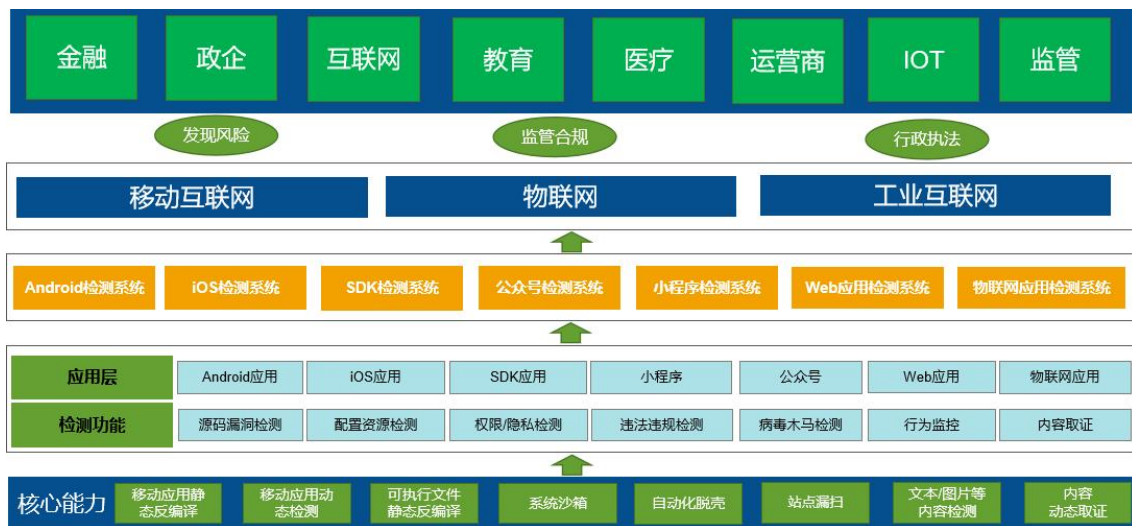 金融 政企 互联网 教育 医疗 运营商 IOT 监管
发现风险 监管合规 行政执法
移动互联网 物联网 工业互联网
Android检测系统 iOS检测系统 SDK检测系统 公众号检测系统 小程序检测系统 Web应用检测系统 物联网应用检测系统
应用层 Android应用 iOS应用 SDK应用 小程序 公众号 Web应用 物联网应用
检测功能 源码漏洞检测 配置资源检测 权限/隐私检测 违法违规检测 病毒木马检测 行为监控 内容取证
核心能力
移动应用静
态反编译
移动应用动
态检测
可执行文件
静态反编译
系统沙箱
自动化脱壳
站点漏扫
文本/图片等
内容检测
内容
动态取证